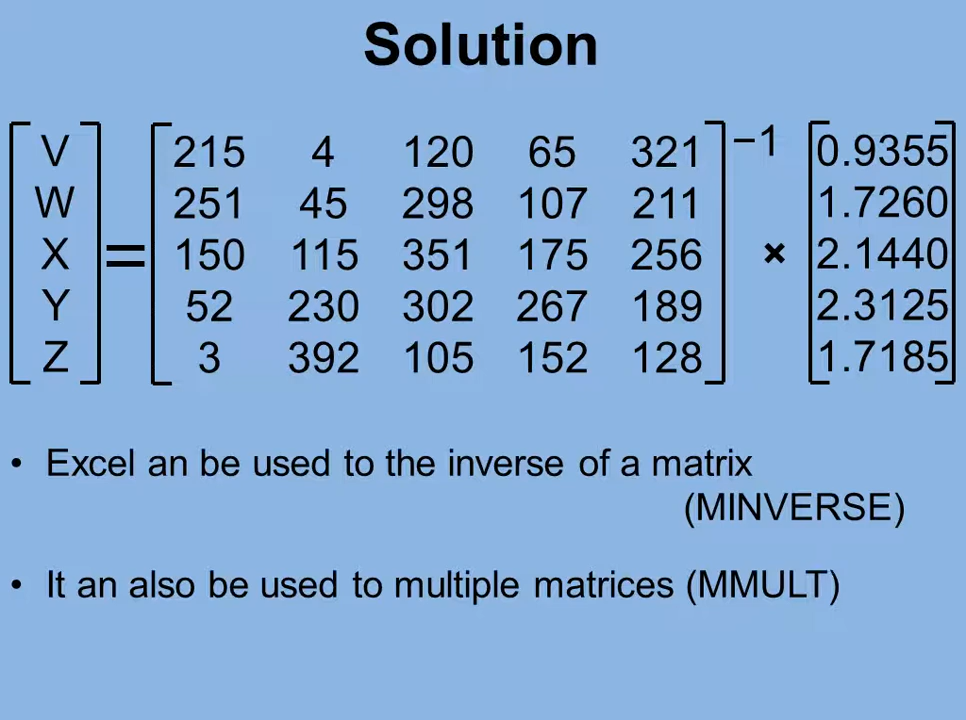 Solution
V 215 4 120 65 321 −1 0.9355
W 251 45 298 107 211 1.7260
X = 150 115 351 175 256 × 2.1440
Y 52 230 302 267 189 2.3125
Z 3 392 105 152 128 1.7185
• Excel an be used to the inverse of a matrix
(MINVERSE)
• It an also be used to multiple matrices (MMULT)